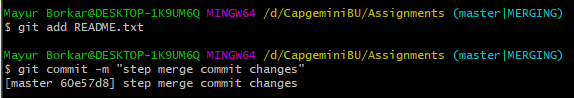 Mayur Borkar@DESKTOP-1K9UM6Q MINGW64 /d/CapgeminiBU/Assignments (master|MERGING)
$ git add README.txt
Mayur Borkar@DESKTOP-1K9UM6Q MINGW64 /d/CapgeminiBU/Assignments (master|MERGING)
$ git commit -m "step merge commit changes"
[master 60e57d8] step merge commit changes